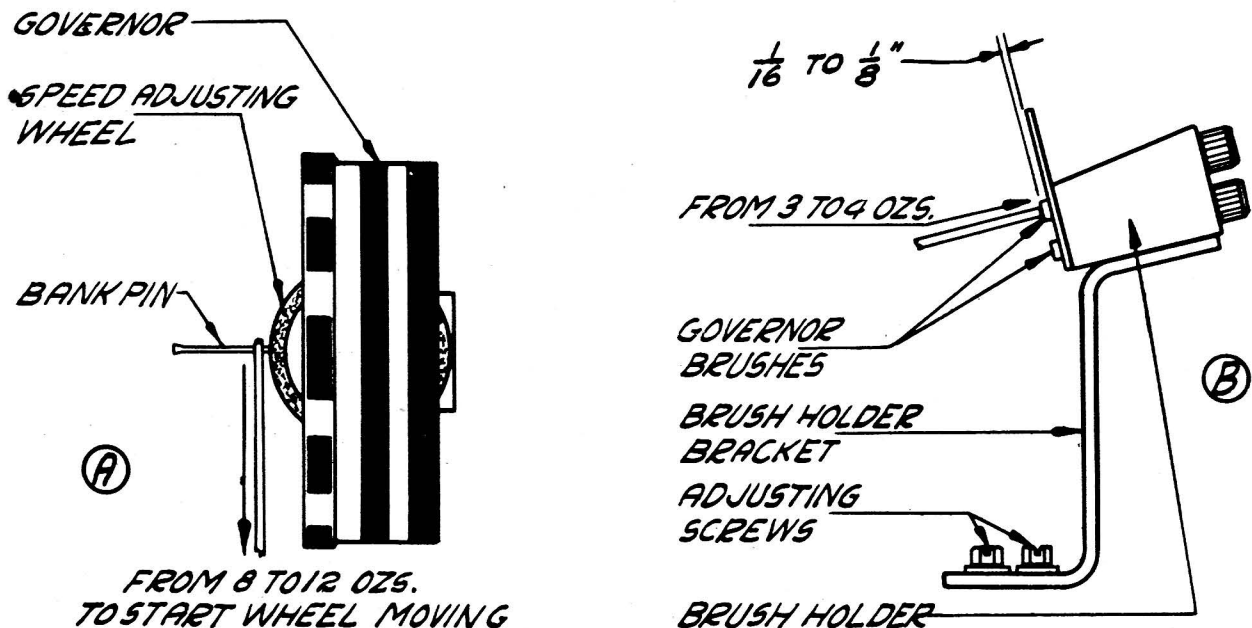 GOVERNOR
SPEED ADJUSTING
WHEEL
BANK PIN
A
FROM 8 TO 12 OZS.
TO START WHEEL MOVING
1/16 TO 1/8"
FROM 3 TO 4 OZS.
GOVERNOR
BRUSHES
B
BRUSH HOLDER
BRACKET
ADJUSTING
SCREWS
BRUSH HOLDER